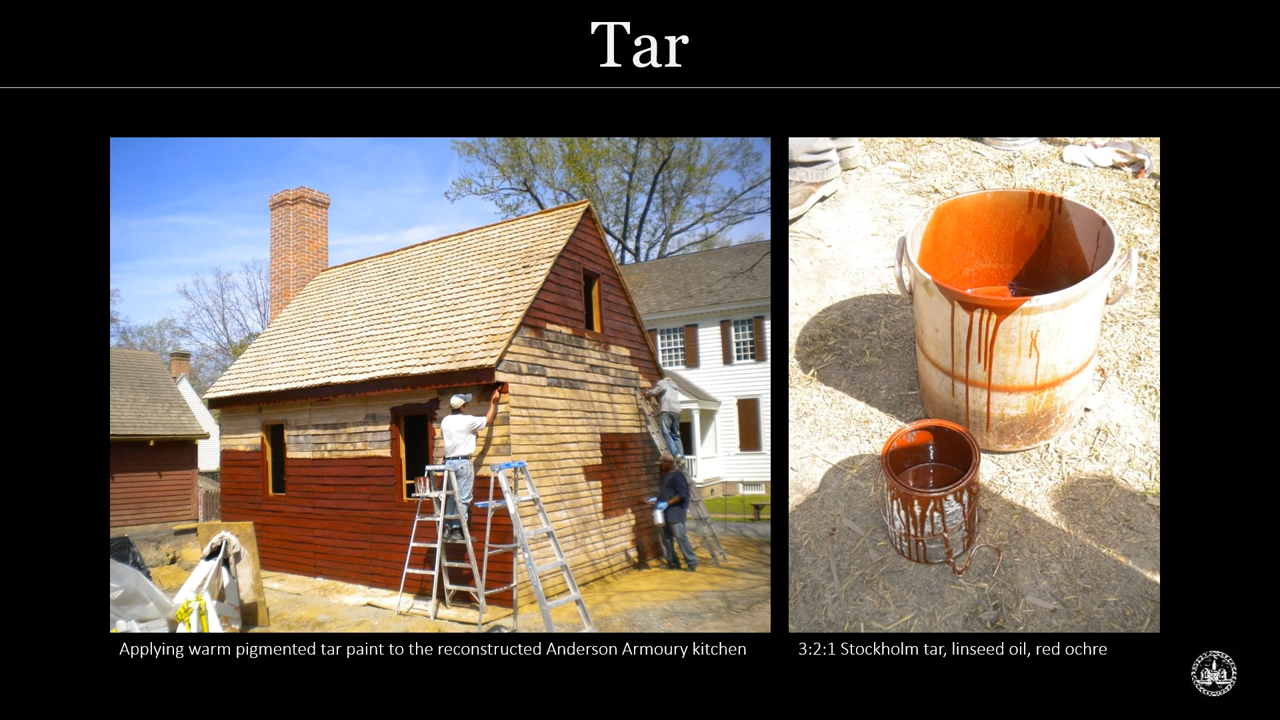 Tar
Applying warm pigmented tar paint to the reconstructed Anderson Armoury kitchen
3:2:1 Stockholm tar, linseed oil, red ochre